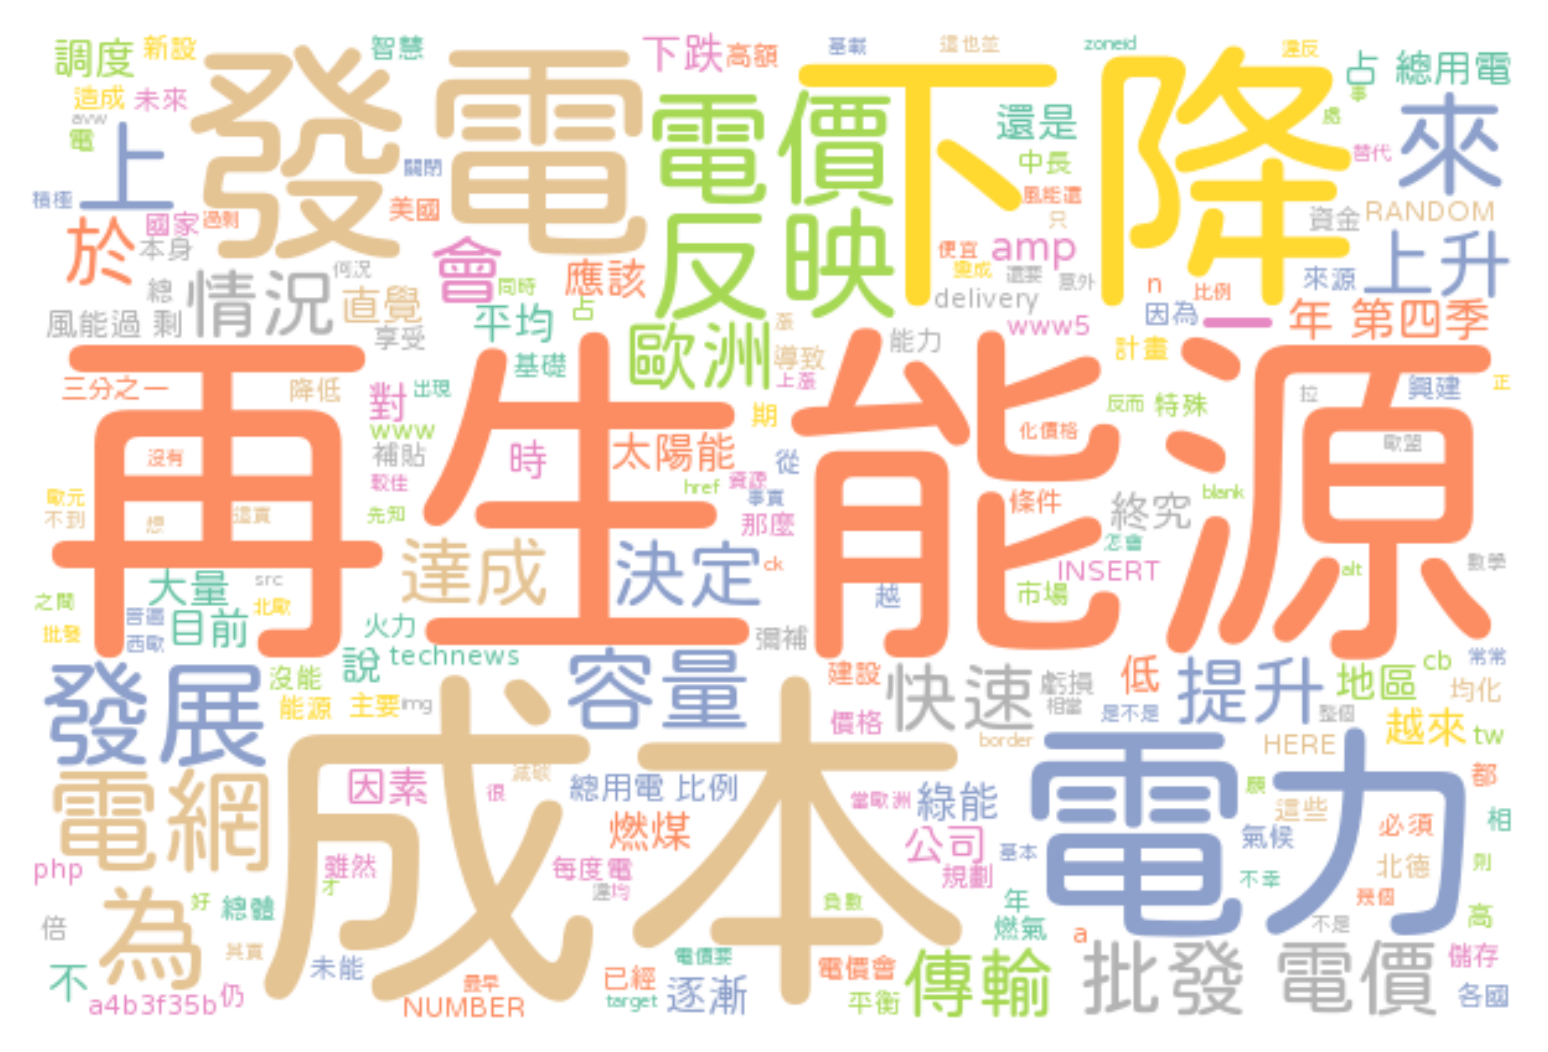 調度 新設 智慧 下跌 高額 基載 這也並 zoneid 違反 占 總用電
發電 電價 下降 來
造成 未來 avw 電 上 關閉 還是 中長 處 事 替代
積極 國家 過剩 美國 反映 風能還 只 資金 RANDOM
於 本身 會 應該 便宜 amp 變成 還要 意外 上升
總 情況 何況 直覺 同時 占 delivery n 比例 來源
風能過 剩 享受 平均 歐洲 漲 能力 www5 因為 一 年 第四季
基礎 導致 上漲 計畫
再生能源
三分之一 降低 對 出現 期 反而 特殊 拉 興建 正
沒有 www 補貼 時 太陽能 從 化價格 歐盟
歐元 不到 想 這實 較佳 先知 href 資源 事實 那麼 條件 終究 blank
達成 決定 ck 怎會 INSERT 數學
之間 大量 src 北歐 越 市場 alt
批發 普遍 西歐 目前 火力 彌補
說 technews
發展 沒能 能源 主要 img 容量 建設 價格 快速 虧損 相當 低 是不是 提升 整個 地區 cb 常常 均化
成本 電力
border HERE 越來 tw
電網 因素 減碳 很 總用電 比例 當歐洲 綠能 願 這些 都
php 雖然 才 燃煤 每度電 公司 基本 氣候 必須 相
為 好 總體 違均 規劃 不幸 北德 則
倍 其實 負數 年 燃氣 a 不是 幾個 高
不 未能 最早 已經 電價要 電價會 傳輸 批發 電價 儲存
a4b3f35b 仍 NUMBER target 逐漸 平衡 各國